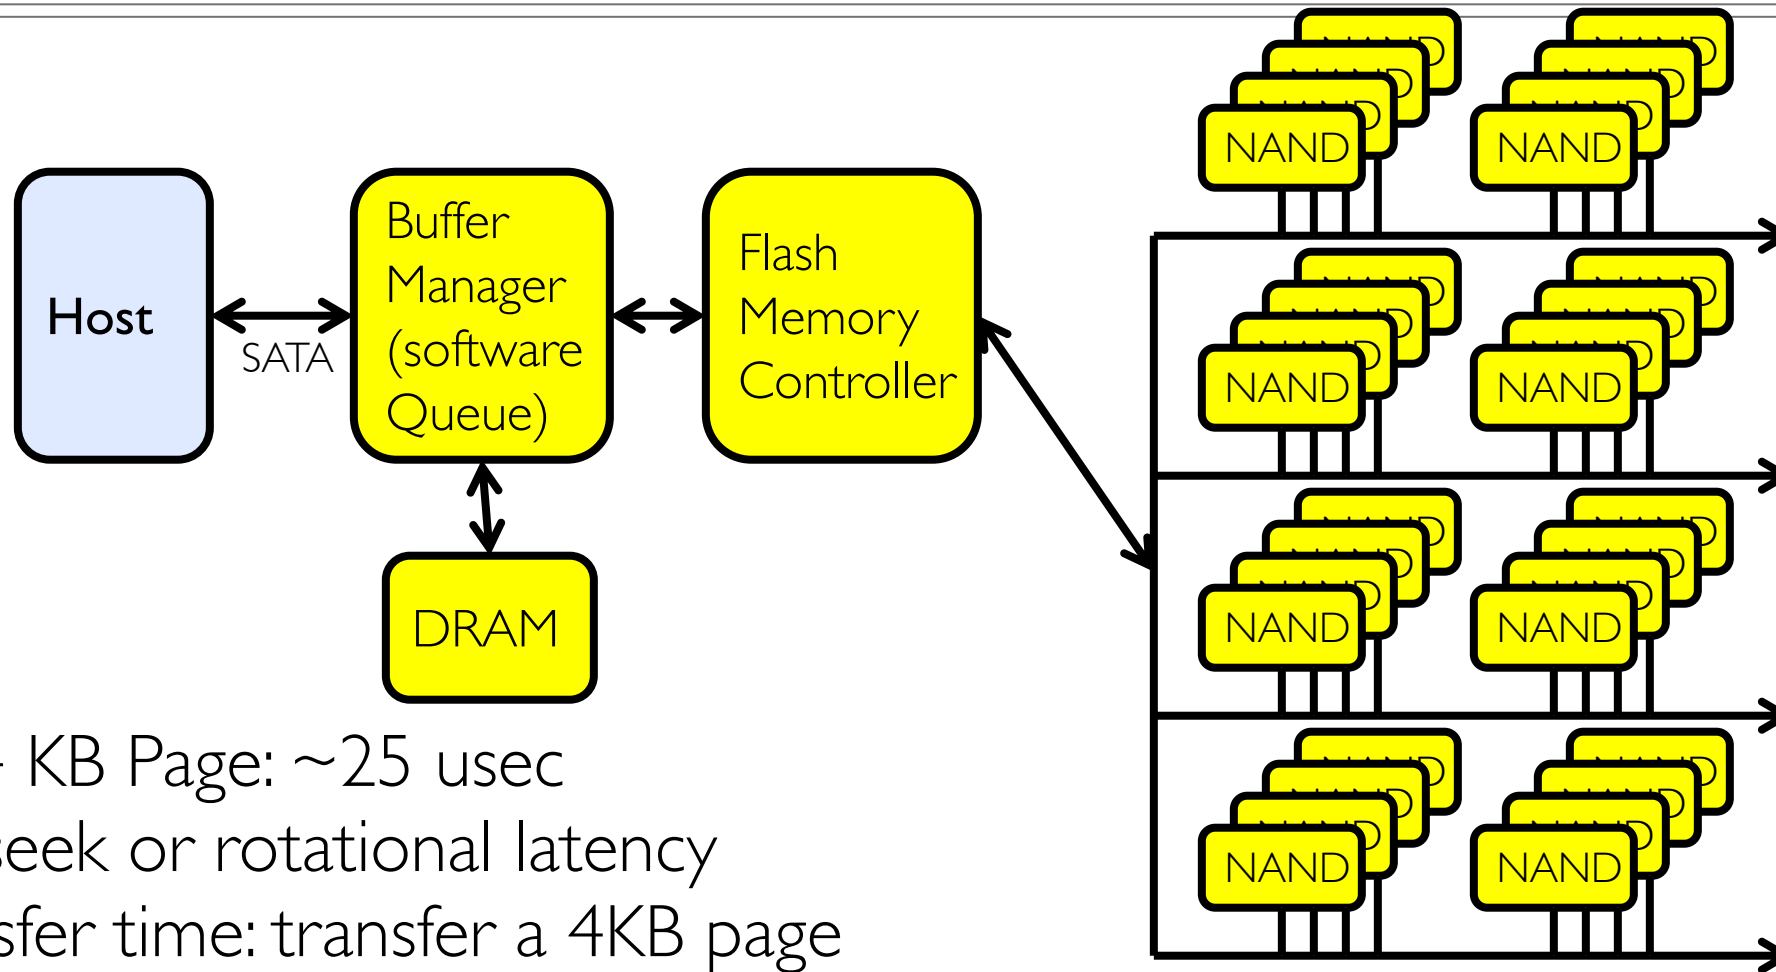 Host
SATA
Buffer
Manager
(software
Queue)
Flash
Memory
Controller
DRAM
NAND NAND
NAND NAND
NAND NAND
NAND NAND
KB Page: ~25 usec
seek or rotational latency
sfer time: transfer a 4KB page